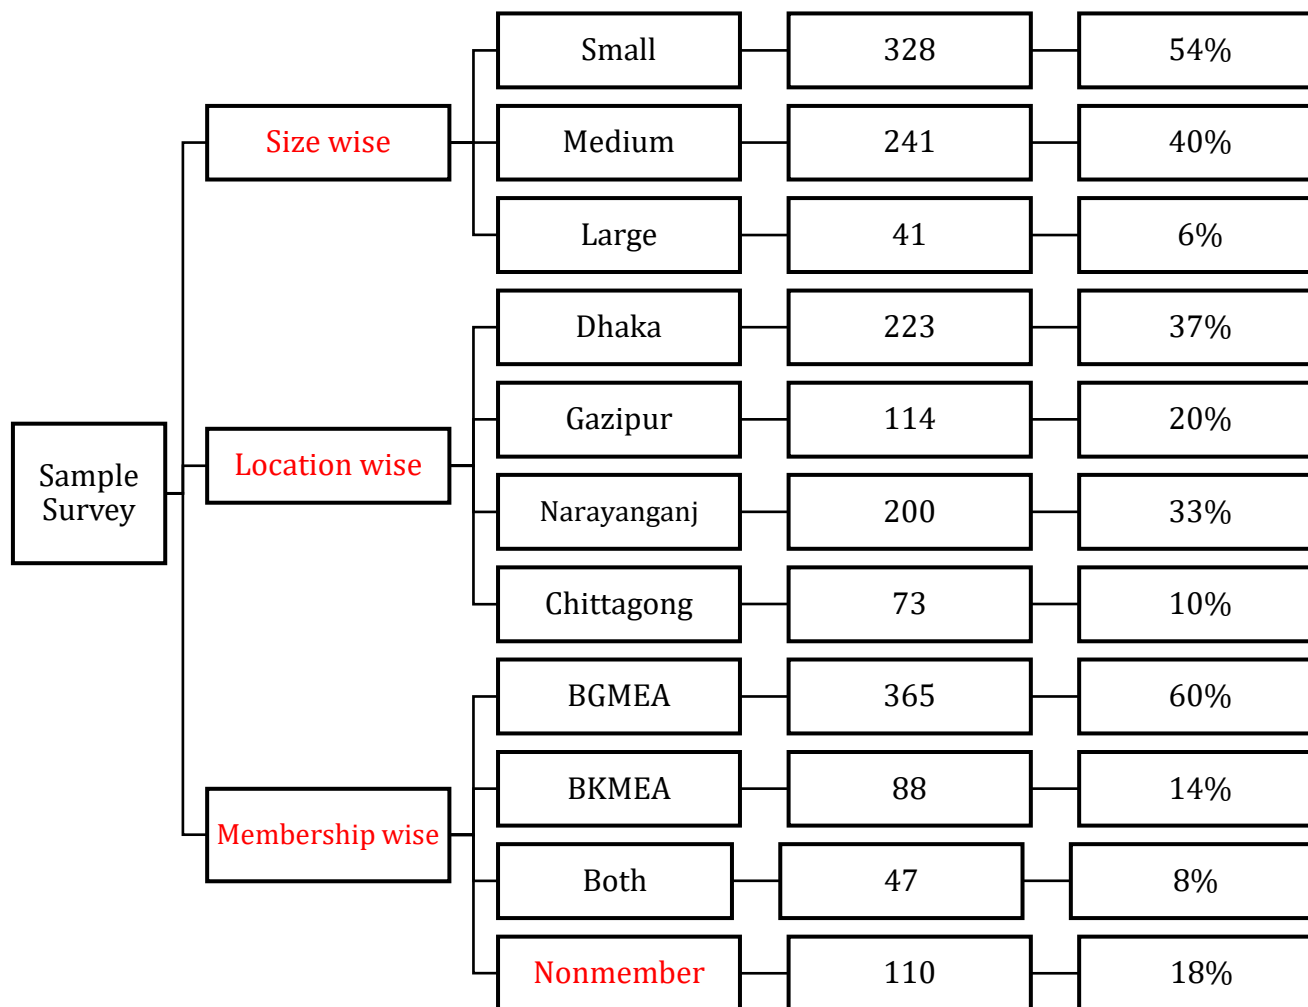 Sample
Survey
Size wise
Small
328
54%
Medium
241
40%
Large
41
6%
Location wise
Dhaka
223
37%
Gazipur
114
20%
Narayanganj
200
33%
Chittagong
73
10%
Membership wise
BGMEA
365
60%
BKMEA
88
14%
Both
47
8%
Nonmember
110
18%